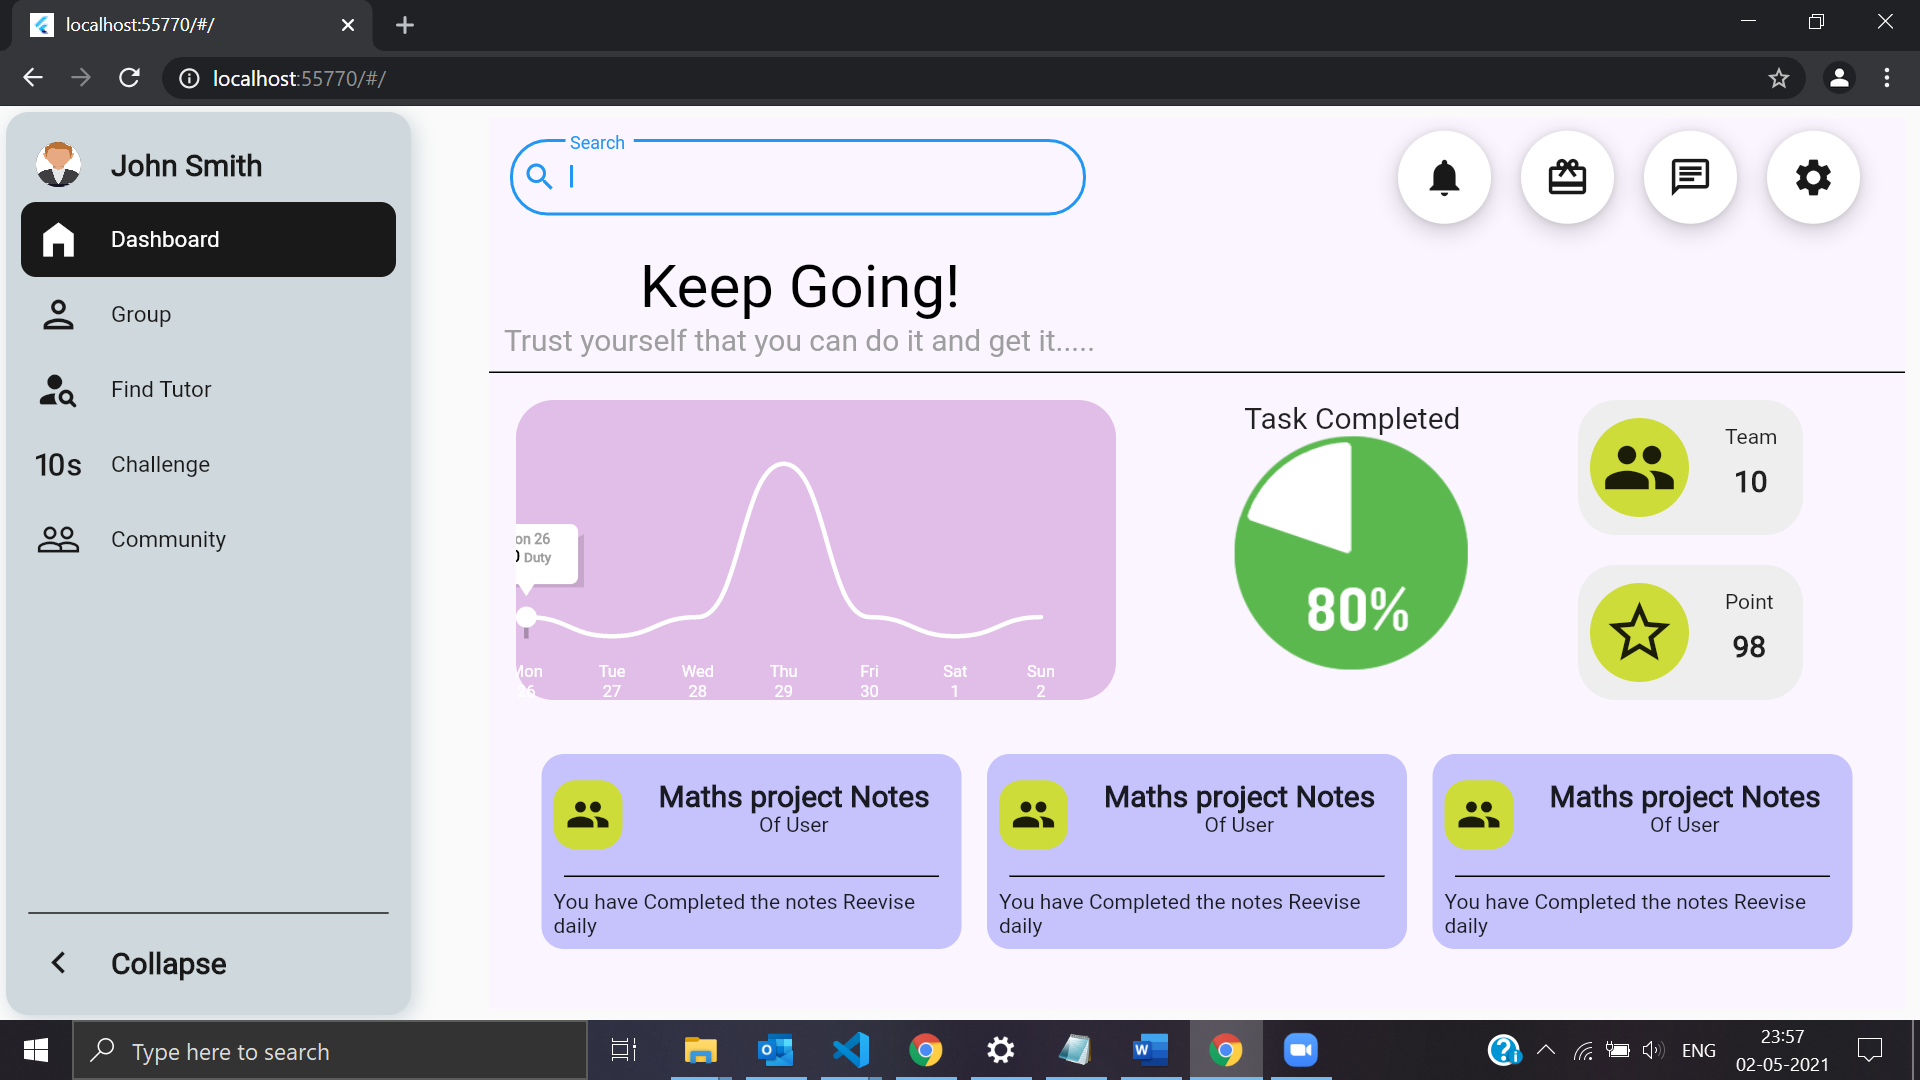 localhost:55770/#/
localhost:55770/#/
John Smith
Dashboard
Group
Find Tutor
10s Challenge
Community
Collapse
Search
Keep Going!
Trust yourself that you can do it and get it.....
on 26
0 Duty
Mon Tue Wed Thu Fri Sat Sun
26 27 28 29 30 1 2
Task Completed
80%
Team
10
Point
98
Maths project Notes
Of User
You have Completed the notes Reevise
daily
Maths project Notes
Of User
You have Completed the notes Reevise
daily
Maths project Notes
Of User
You have Completed the notes Reevise
daily
Type here to search
ENG
23:57
02-05-2021